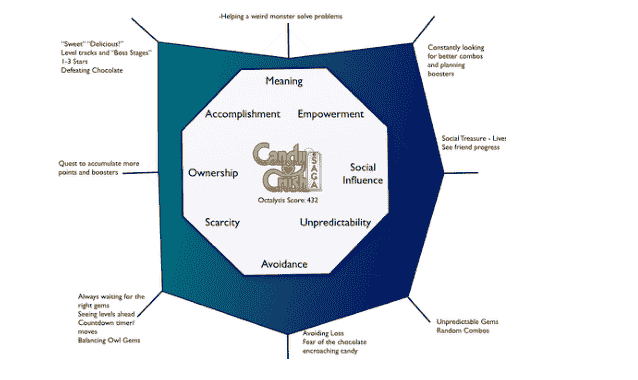 -Helping a weird monster solve problems
"Sweet" "Delicious!"
Level tracks and "Boss Stages"
1-3 Stars
Defeating Chocolate
Constantly looking
for better combos
and planning
boosters
Meaning
Accomplishment
Empowerment
Social Treasure - Lives
See friend progress
Quest to accumulate more
points and boosters
Ownership
Candy
Crush
SAGA
Octalysis Score: 432
Social
Influence
Scarcity
Unpredictability
Avoidance
Always waiting for the
right gems
Seeing levels ahead
Countdown timer/
moves
Balancing Owl Gems
Unpredictable Gems
Random Combos
Avoiding Loss
Fear of the chocolate
encroaching candy